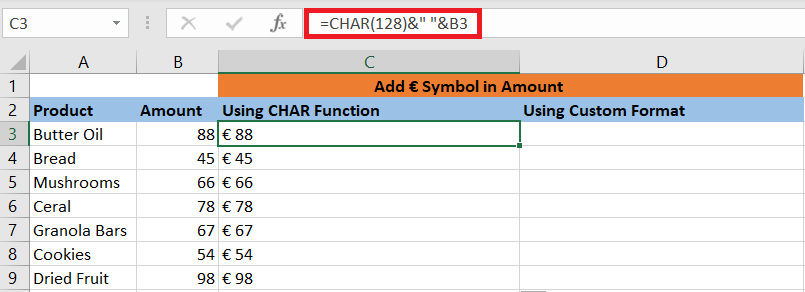 C3 fx =CHAR(128)&" "&B3
A B C D
1 Add € Symbol in Amount
2 Product Amount Using CHAR Function Using Custom Format
3 Butter Oil 88 € 88
4 Bread 45 € 45
5 Mushrooms 66 € 66
6 Ceral 78 € 78
7 Granola Bars 67 € 67
8 Cookies 54 € 54
9 Dried Fruit 98 € 98